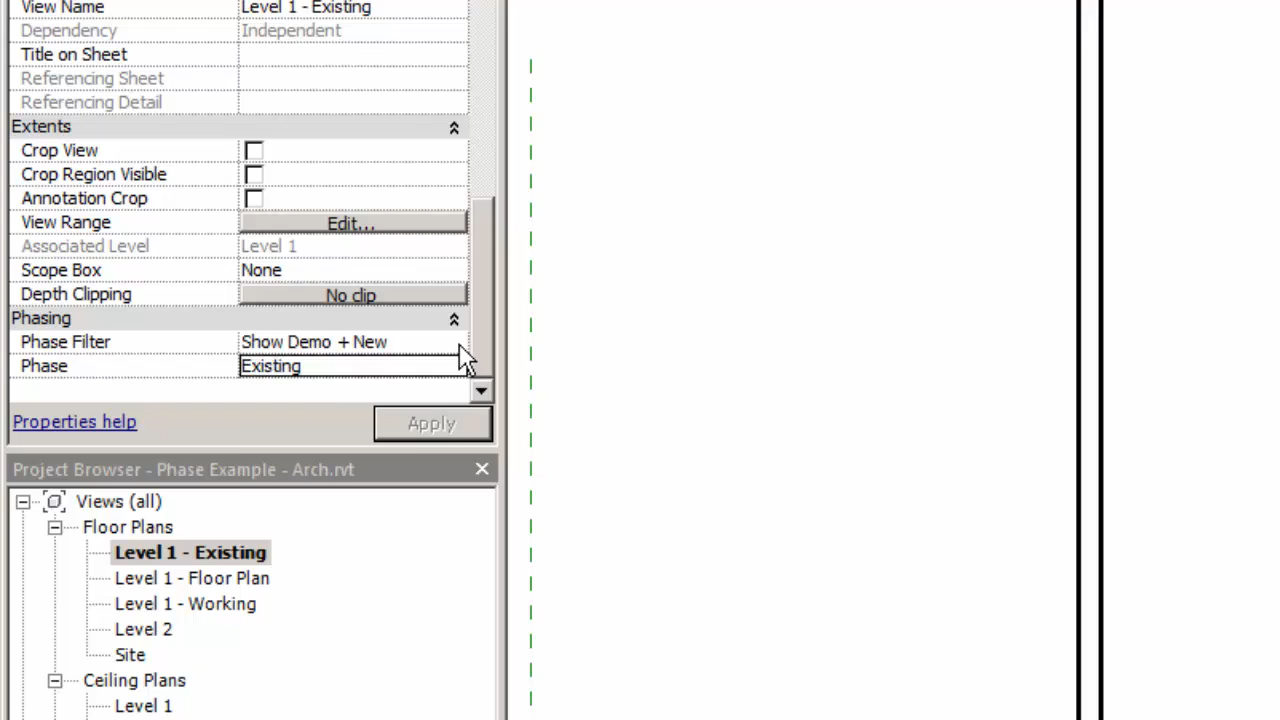 View Name Level 1 - Existing
Dependency Independent
Title on Sheet
Referencing Sheet
Referencing Detail
Extents
Crop View
Crop Region Visible
Annotation Crop
View Range Edit...
Associated Level Level 1
Scope Box None
Depth Clipping No clip
Phasing
Phase Filter Show Demo + New
Phase Existing
Properties help Apply
Project Browser - Phase Example - Arch.rvt
Views (all)
Floor Plans
Level 1 - Existing
Level 1 - Floor Plan
Level 1 - Working
Level 2
Site
Ceiling Plans
Level 1